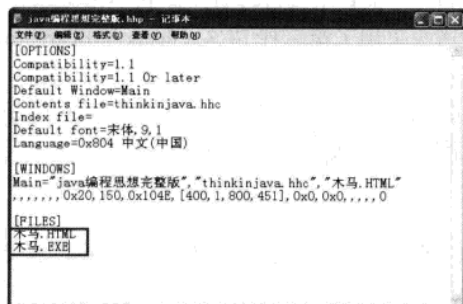 java编程思想完整版.hhp - 记事本
文件(F) 编辑(E) 格式(O) 查看(V) 帮助(H)
[OPTIONS]
Compatibility=1.1
Compatibility=1.1 Or later
Default Window=Main
Contents file=thinkinjava.hhc
Index file=
Default font=宋体,9,1
Language=0x804 中文(中国)
[WINDOWS]
Main="java编程思想完整版","thinkinjava.hhc","木马.HTML"
,,,,,,,0x20,150,0x104E,[400,1,800,451],0x0,0x0,,,,,0
[FILES]
木马.HTML
木马.EXE